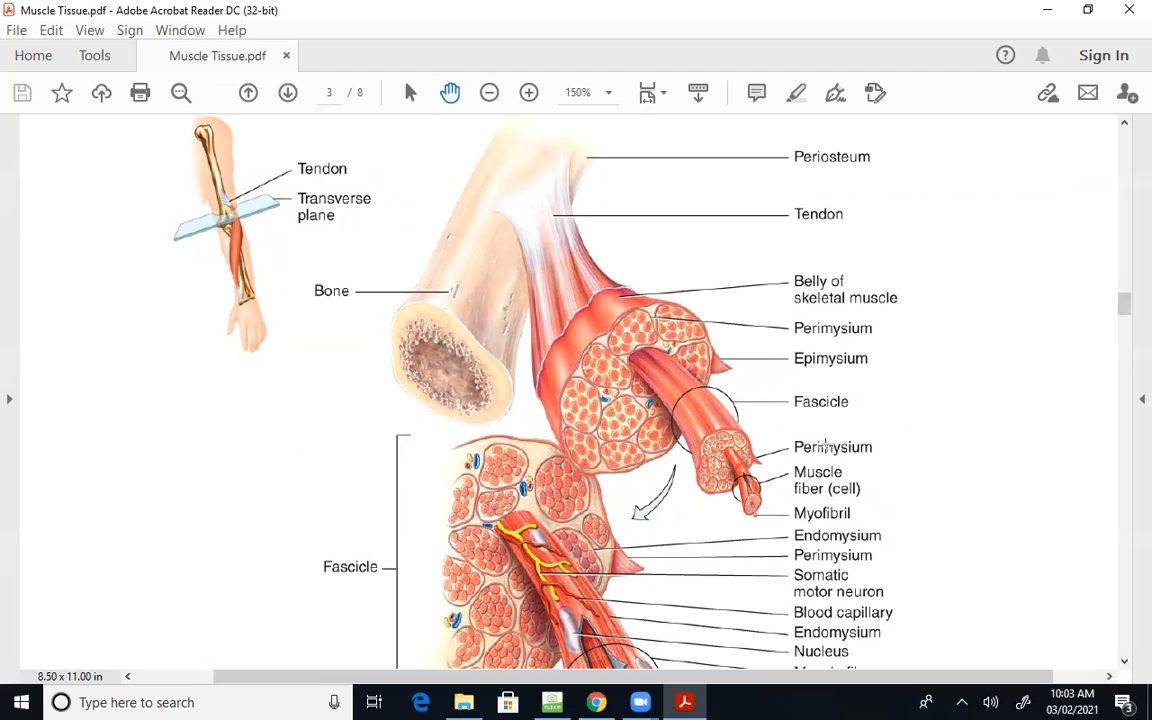 Muscle Tissue.pdf - Adobe Acrobat Reader DC (32-bit)
File Edit View Sign Window Help
Home Tools Muscle Tissue.pdf × Sign In
3 / 8 150%
Tendon
Transverse
plane
Bone
Periosteum
Tendon
Belly of
skeletal muscle
Perimysium
Epimysium
Fascicle
Perimysium
Muscle
fiber (cell)
Myofibril
Endomysium
Perimysium
Somatic
motor neuron
Blood capillary
Endomysium
Nucleus
Fascicle
8.50 x 11.00 in
Type here to search
10:03 AM
03/02/2021
3